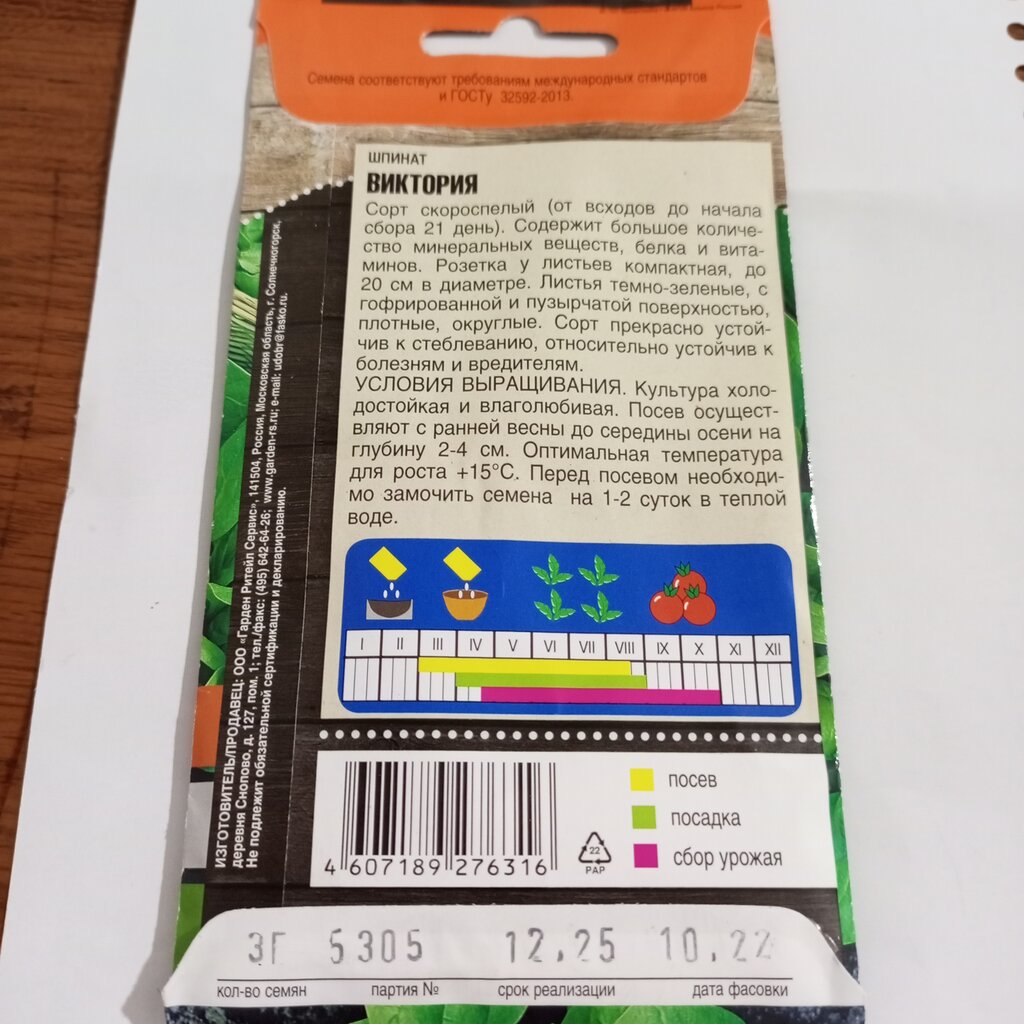 Семена соответствуют требованиям международных стандартов
и ГОСТу 32592-2013.
ШПИНАТ
ВИКТОРИЯ
Сорт скороспелый (от всходов до начала
сбора 21 день). Содержит большое количе-
ство минеральных веществ, белка и вита-
минов. Розетка у листьев компактная, до
20 см в диаметре. Листья темно-зеленые, с
гофрированной и пузырчатой поверхностью,
плотные, округлые. Сорт прекрасно устой-
чив к стеблеванию, относительно устойчив к
болезням и вредителям.
УСЛОВИЯ ВЫРАЩИВАНИЯ. Культура холо-
достойкая и влаголюбивая. Посев осущест-
вляют с ранней весны до середины осени на
глубину 2-4 см. Оптимальная температура
для роста +15°С. Перед посевом необходи-
мо замочить семена на 1-2 суток в теплой
воде.
I II III IV V VI VII VIII IX X XI XII
посев
посадка
сбор урожая
4 607189 276316
22
PAP
ИЗГОТОВИТЕЛЬ/ПРОДАВЕЦ: ООО «Гарден Ритейл Сервис», 141504, Россия, Московская область, г. Солнечногорск,
деревня Снопово, д. 127, пом. 1; тел./факс: (495) 642-64-26; www.garden-rs.ru; e-mail: udobr@fasko.ru.
Не подлежит обязательной сертификации и декларированию.
3Г 5305 12.25 10.22
кол-во семян партия № срок реализации дата фасовки